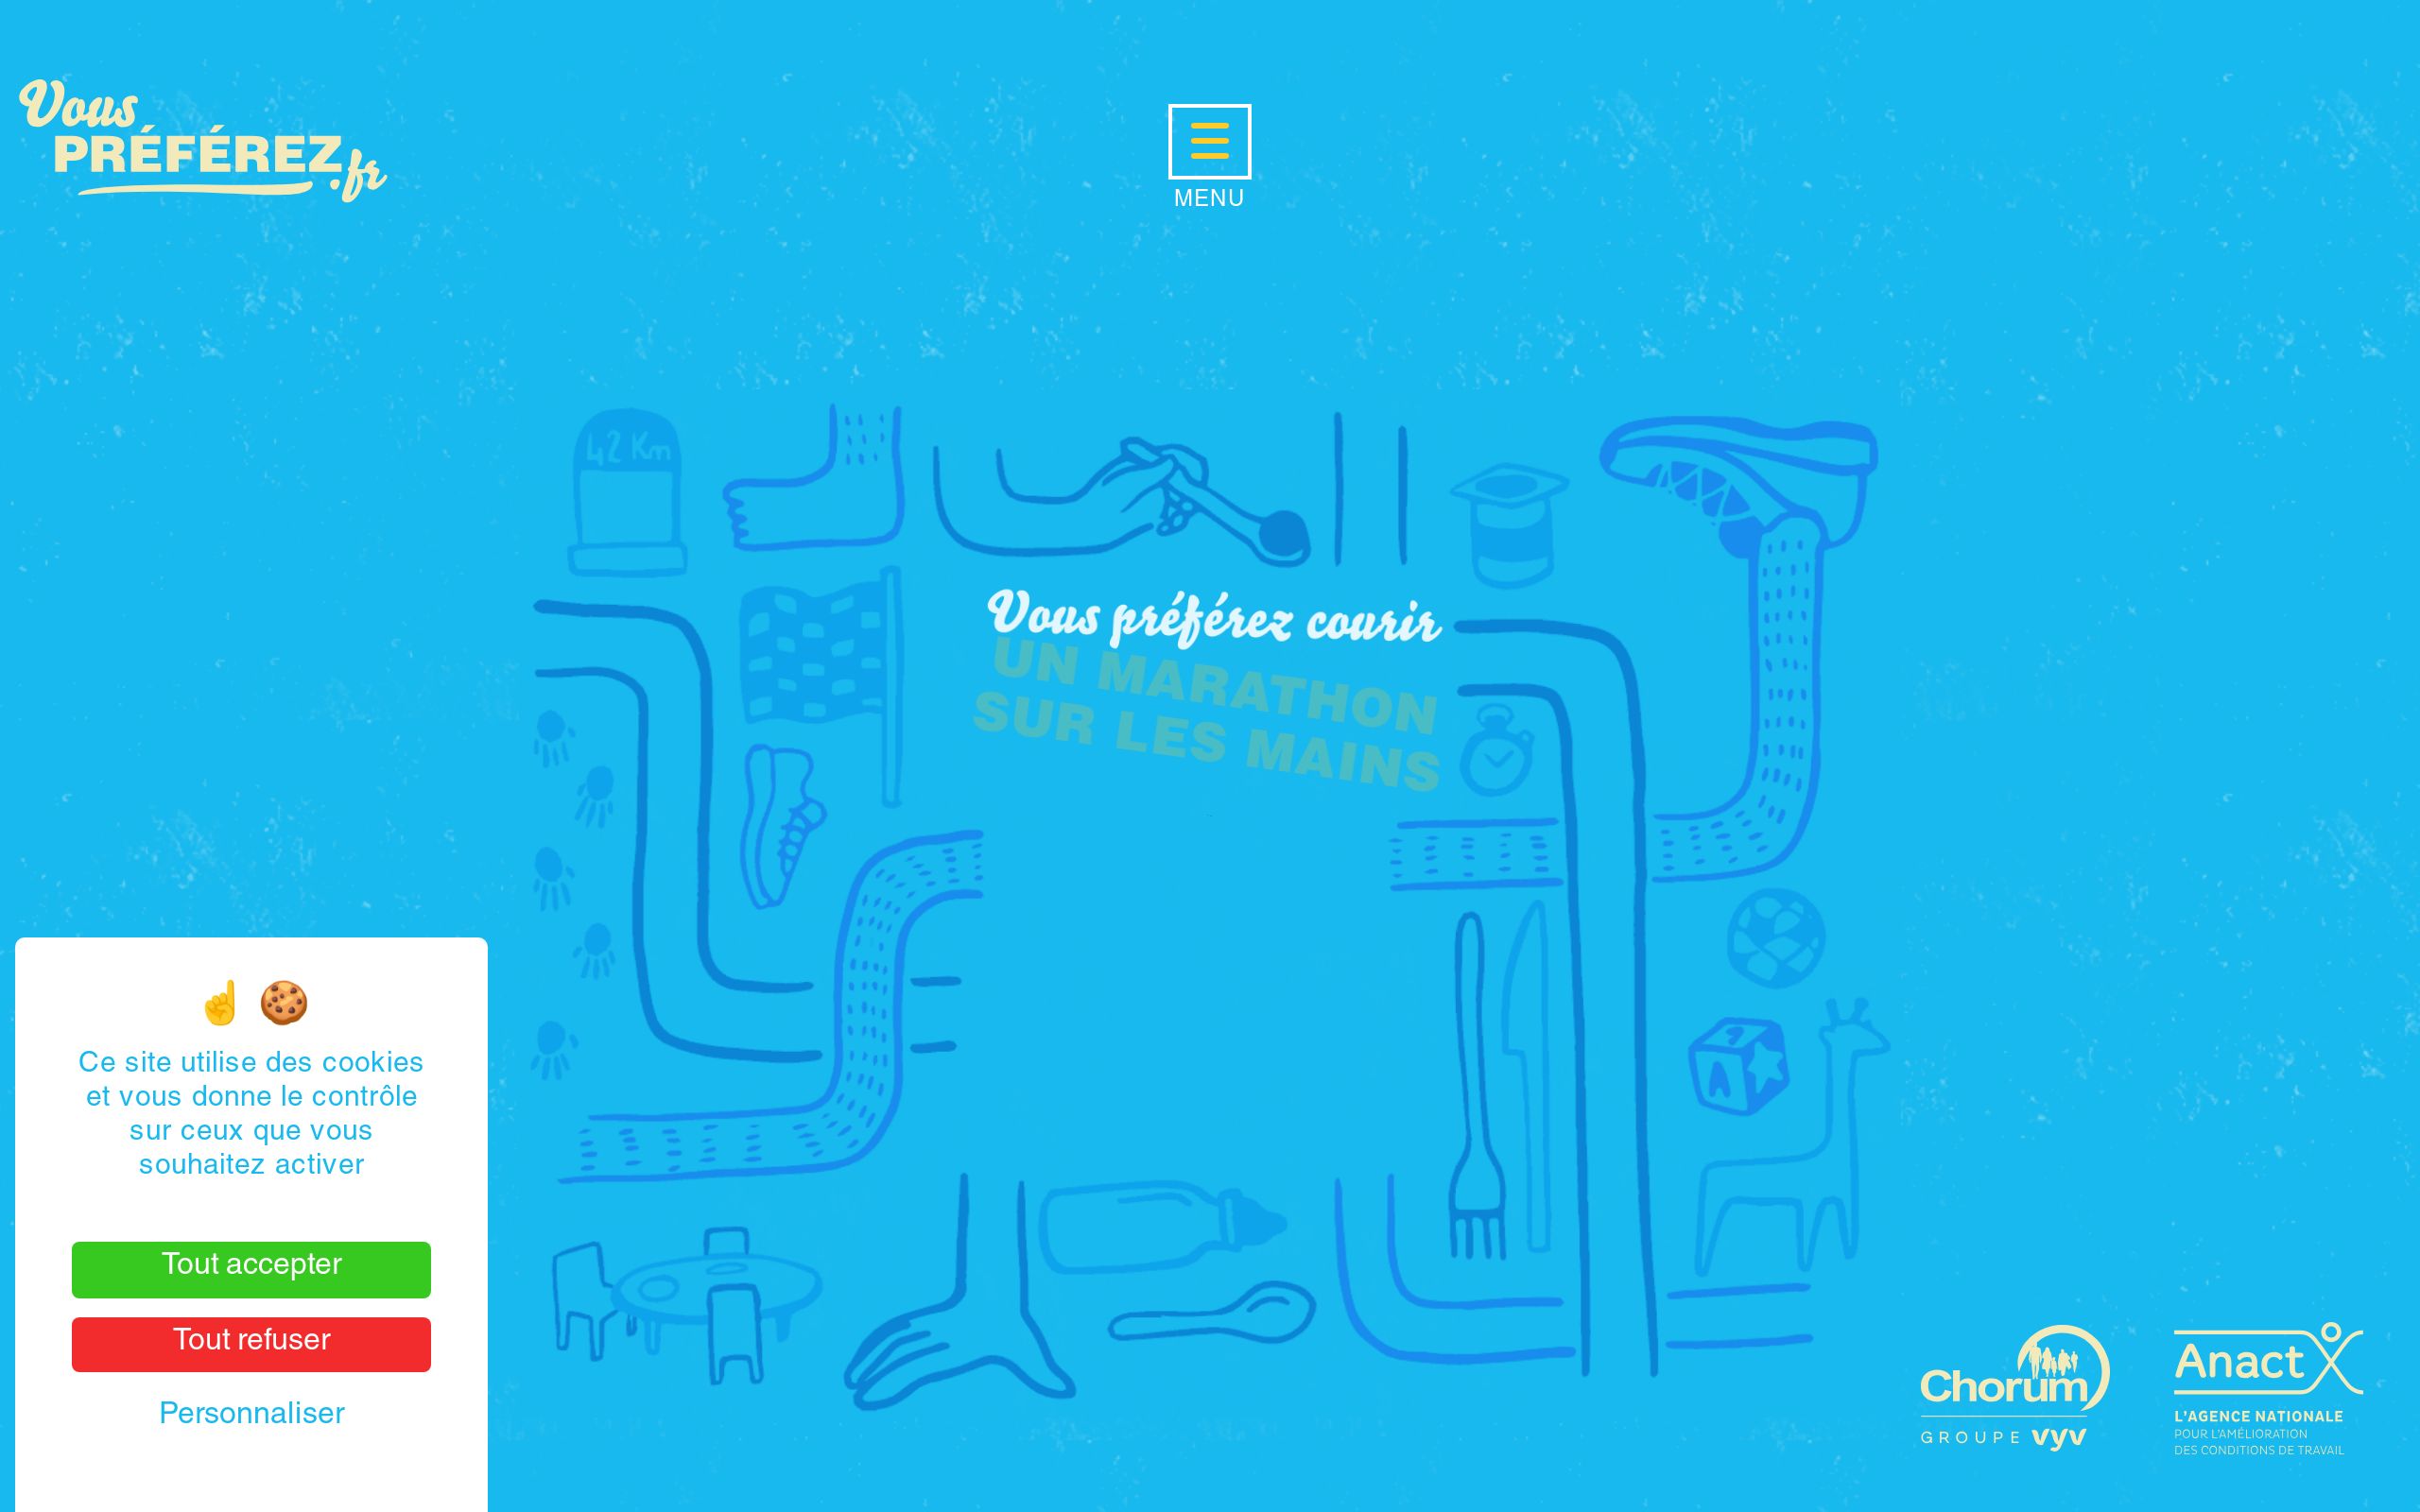 Vous
PRÉFÉREZ.fr
MENU
42 Km
Vous préférez courir
UN MARATHON
SUR LES MAINS
☝️ 🍪
Ce site utilise des cookies
et vous donne le contrôle
sur ceux que vous
souhaitez activer
Tout accepter
Tout refuser
Personnaliser
Chorum
GROUPE vyv
Anact
L'AGENCE NATIONALE
POUR L'AMÉLIORATION
DES CONDITIONS DE TRAVAIL